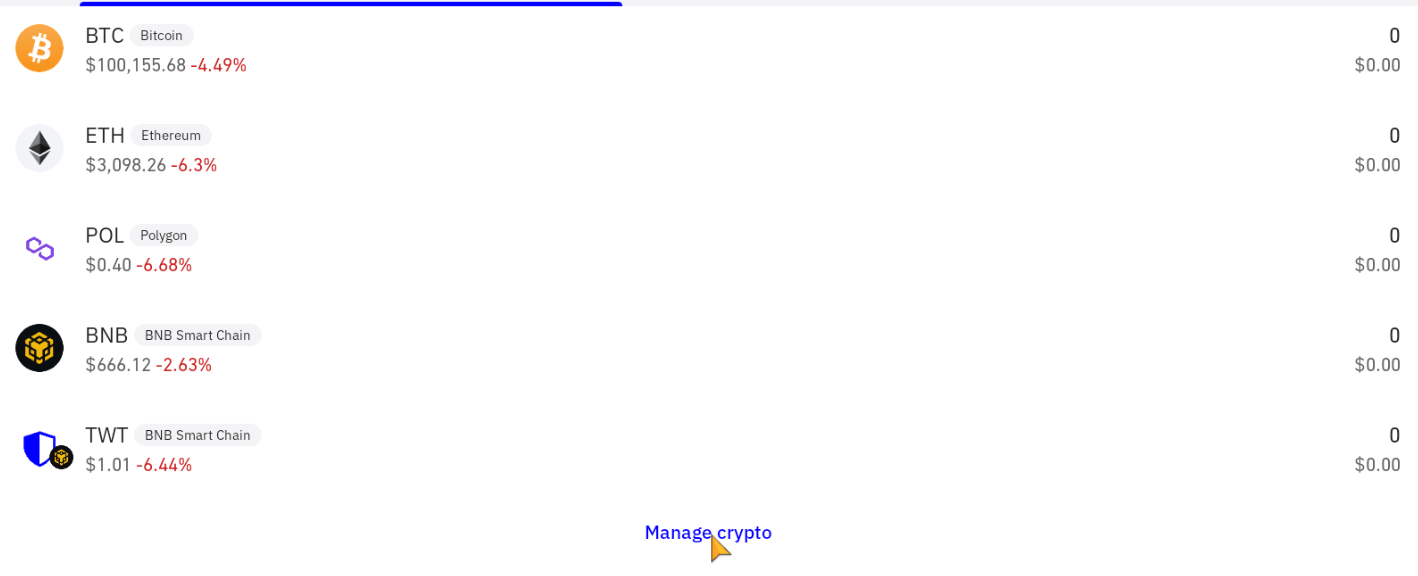 BTC Bitcoin 0
$100,155.68 -4.49% $0.00
ETH Ethereum 0
$3,098.26 -6.3% $0.00
POL Polygon 0
$0.40 -6.68% $0.00
BNB BNB Smart Chain 0
$666.12 -2.63% $0.00
TWT BNB Smart Chain 0
$1.01 -6.44% $0.00
Manage crypto